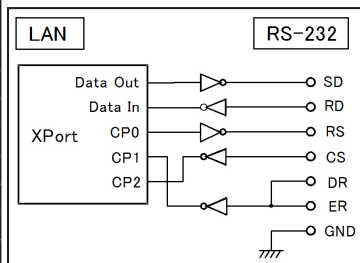 LAN
RS-232
XPort
Data Out
Data In
CP0
CP1
CP2
SD
RD
RS
CS
DR
ER
GND